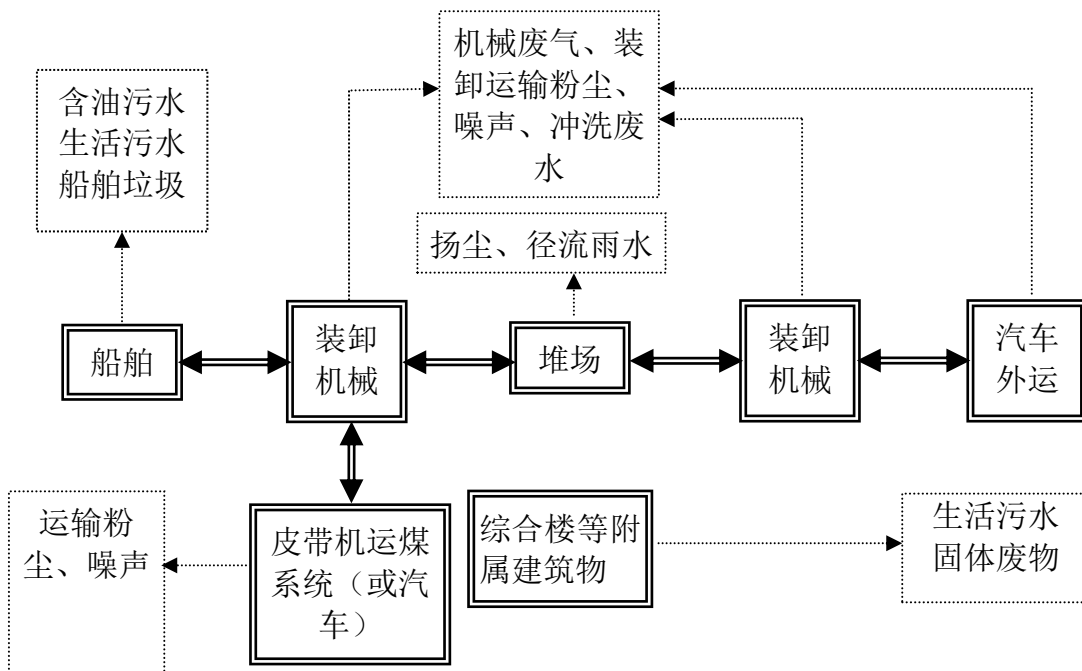 机械废气、装
卸运输粉尘、
噪声、冲洗废
水
含油污水
生活污水
船舶垃圾
扬尘、径流雨水
船舶
装卸
机械
堆场
装卸
机械
汽车
外运
运输粉
尘、噪声
皮带机运煤
系统（或汽
车）
综合楼等附
属建筑物
生活污水
固体废物